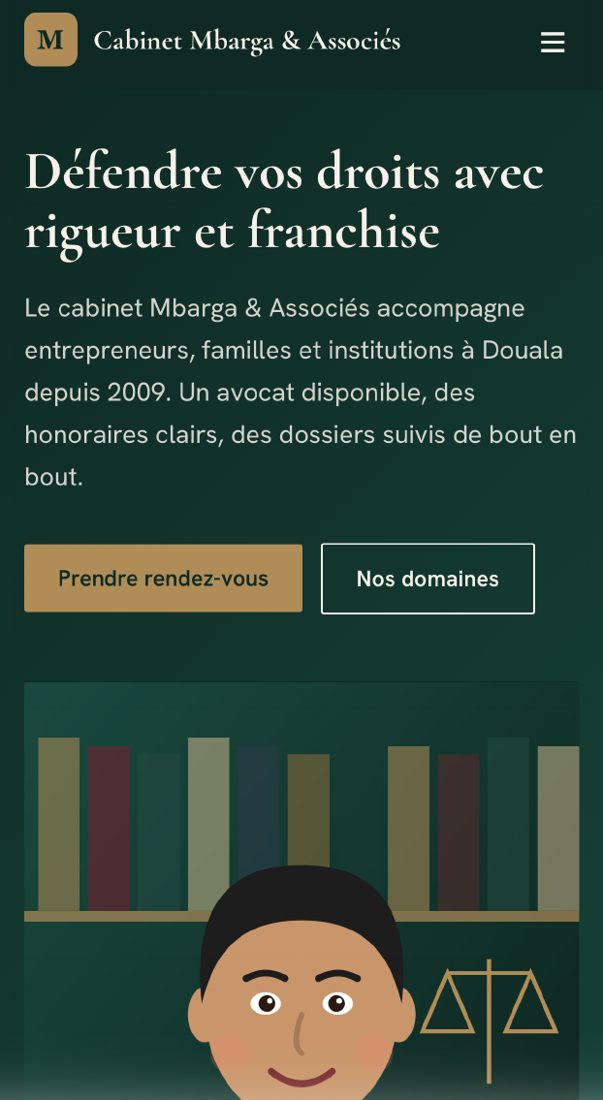 M Cabinet Mbarga & Associés
Défendre vos droits avec
rigueur et franchise
Le cabinet Mbarga & Associés accompagne
entrepreneurs, familles et institutions à Douala
depuis 2009. Un avocat disponible, des
honoraires clairs, des dossiers suivis de bout en
bout.
Prendre rendez-vous Nos domaines